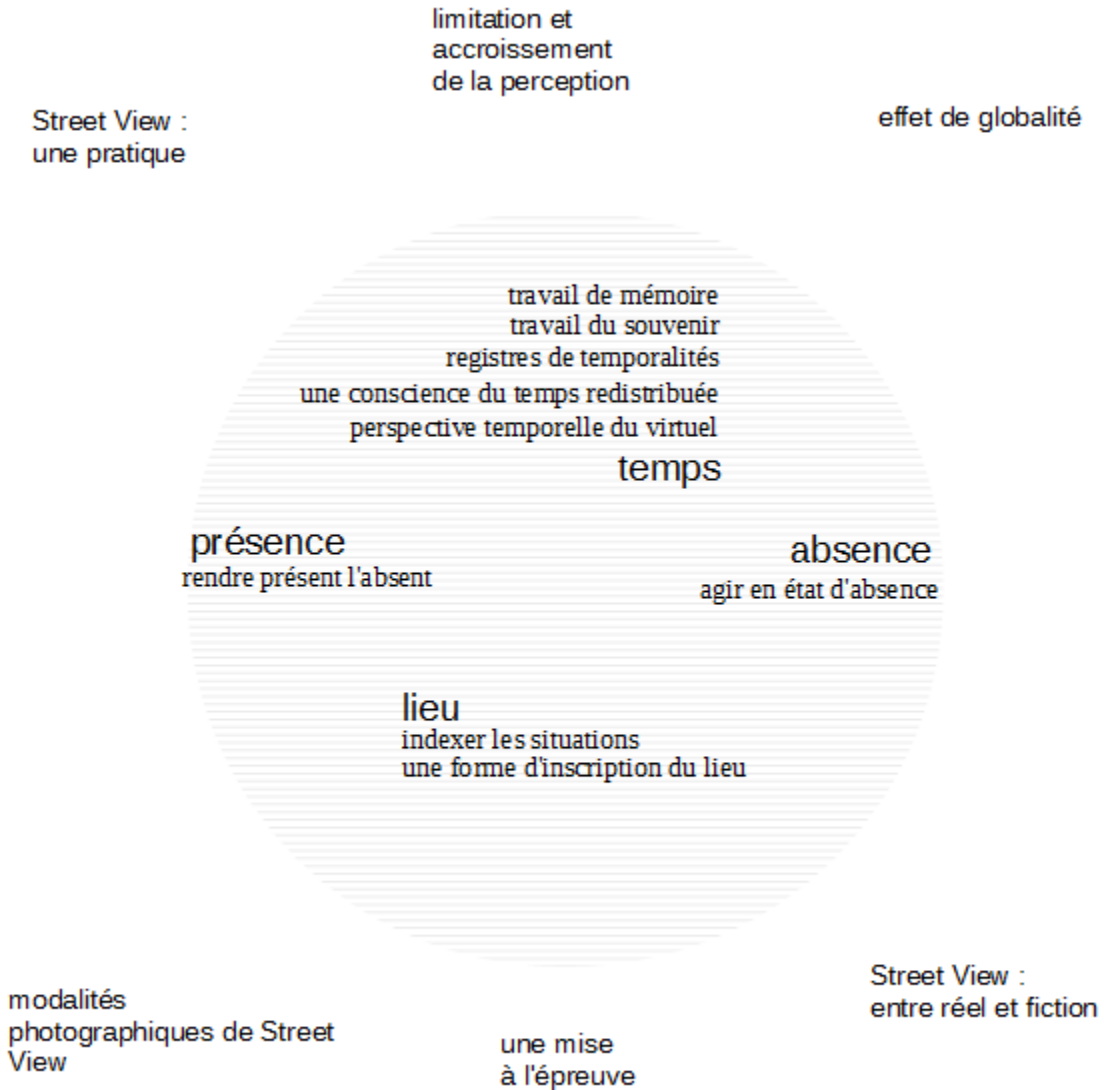 limitation et
accroissement
de la perception
Street View :
une pratique
effet de globalité
travail de mémoire
travail du souvenir
registres de temporalités
une conscience du temps redistribuée
perspective temporelle du virtuel
temps
présence
rendre présent l'absent
absence
agir en état d'absence
lieu
indexer les situations
une forme d'inscription du lieu
modalités
photographiques de Street
View
une mise
à l'épreuve
Street View :
entre réel et fiction